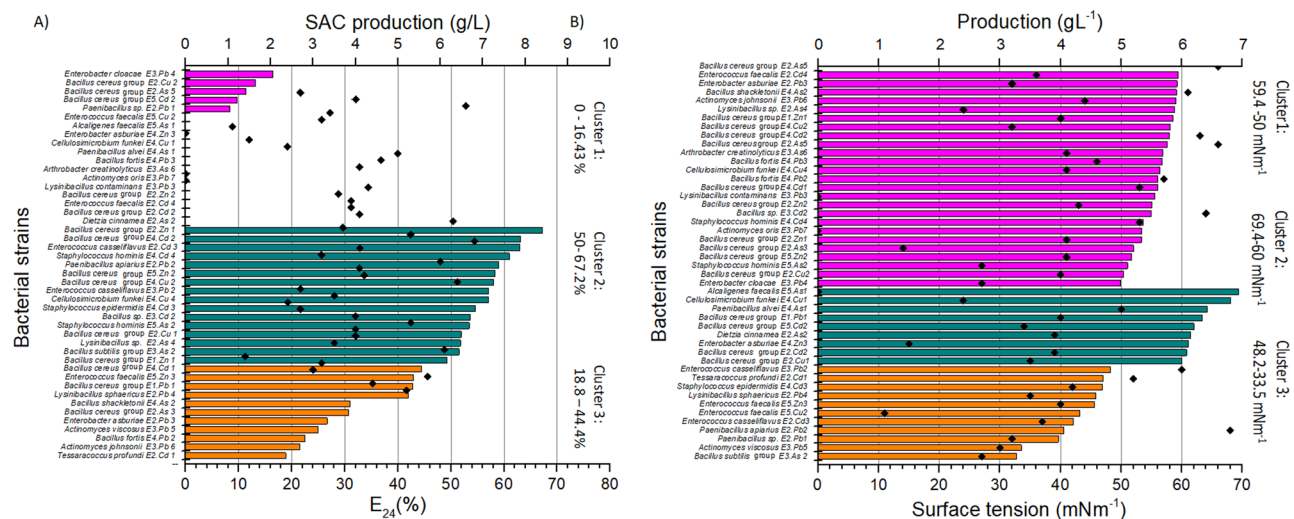 A)
SAC production (g/L)
0 1 2 3 4 5 6 7 8 9 10
Bacterial strains
Enterobacter cloacae E3.Pb 4
Bacillus cereus group E2.Cu 2
Bacillus cereus group E2.As 5
Bacillus cereus group E5.Cd 2
Paenibacillus sp. E2.Pb 1
Enterococcus faecalis E5.Cu 2
Alcaligenes faecalis E5.As 1
Enterobacter asburiae E4.Zn 3
Cellulosimicrobium funkei E4.Cu 1
Paenibacillus alvei E4.As 1
Bacillus fortis E4.Pb 3
Arthrobacter creatinolyticus E3.As 6
Actinomyces oris E3.Pb 7
Lysinibacillus contaminans E3.Pb 3
Bacillus cereus group E2.Zn 2
Enterococcus faecalis E2.Cd 4
Bacillus cereus group E2.Cd 2
Dietzia cinnamea E2.As 2
Bacillus cereus group E2.Zn 1
Bacillus cereus group E4.Cd 2
Enterococcus casseliflavus E2.Cd 3
Staphylococcus hominis E4.Cd 4
Paenibacillus apiarius E2.Pb 2
Bacillus cereus group E5.Zn 2
Bacillus cereus group E4.Cu 2
Enterococcus casseliflavus E3.Pb 2
Cellulosimicrobium funkei E4.Cu 4
Staphylococcus epidermidis E4.Cd 3
Bacillus sp. E3.Cd 2
Staphylococcus hominis E5.As 2
Bacillus cereus group E2.Cu 1
Lysinibacillus sp. E2.As 4
Bacillus subtilis group E3.As 2
Bacillus cereus group E1.Zn 1
Bacillus cereus group E4.Cd 1
Enterococcus faecalis E5.Zn 3
Bacillus cereus group E1.Pb 1
Lysinibacillus sphaericus E2.Pb 4
Bacillus shackletonii E4.As 2
Bacillus cereus group E2.As 3
Enterobacter asburiae E2.Pb 3
Actinomyces viscosus E3.Pb 5
Bacillus fortis E4.Pb 2
Actinomyces johnsonii E3.Pb 6
Tessaracoccus profundi E2.Cd 1
--
0 10 20 30 40 50 60 70 80
E24(%)
Cluster 1:
0 - 16.43 %
Cluster 2:
50-67.2%
Cluster 3:
18.8 – 44.4%
B)
Production (gL-1)
0 1 2 3 4 5 6 7
Bacterial strains
Bacillus cereus group E2.As5
Enterococcus faecalis E2.Cd4
Enterobacter asburiae E2.Pb3
Bacillus shackletonii E4.As2
Actinomyces johnsonii E3.Pb6
Lysinibacillus sp. E2.As4
Bacillus cereus group E1.Zn1
Bacillus cereus group E4.Cu2
Bacillus cereus group E4.Cd2
Bacillus cereus group E2.As5
Arthrobacter creatinolyticus E3.As6
Bacillus fortis E4.Pb3
Cellulosimicrobium funkei E4.Cu4
Bacillus fortis E4.Pb2
Bacillus cereus group E4.Cd1
Lysinibacillus contaminans E3.Pb3
Bacillus cereus group E2.Zn2
Bacillus sp. E3.Cd2
Staphylococcus hominis E4.Cd4
Actinomyces oris E3.Pb7
Bacillus cereus group E2.Zn1
Bacillus cereus group E2.As3
Bacillus cereus group E5.Zn2
Staphylococcus hominis E5.As2
Bacillus cereus group E2.Cu2
Enterobacter cloacae E3.Pb4
Alcaligenes faecalis E5.As1
Cellulosimicrobium funkei E4.Cu1
Paenibacillus alvei E4.As1
Bacillus cereus group E1.Pb1
Bacillus cereus group E5.Cd2
Dietzia cinnamea E2.As2
Enterobacter asburiae E4.Zn3
Bacillus cereus group E2.Cd2
Bacillus cereus group E2.Cu1
Enterococcus casseliflavus E3.Pb2
Tessaracoccus profundi E2.Cd1
Staphylococcus epidermidis E4.Cd3
Lysinibacillus sphaericus E2.Pb4
Enterococcus faecalis E5.Zn3
Enterococcus faecalis E5.Cu2
Enterococcus casseliflavus E2.Cd3
Paenibacillus apiarius E2.Pb2
Paenibacillus sp. E2.Pb1
Actinomyces viscosus E3.Pb5
Bacillus subtilis group E3.As 2
0 10 20 30 40 50 60 70
Surface tension (mNm-1)
Cluster1:
59.4 -50 mNm-1
Cluster 2:
69.4-60 mNm-1
Cluster 3:
48.2-33.5 mNm-1